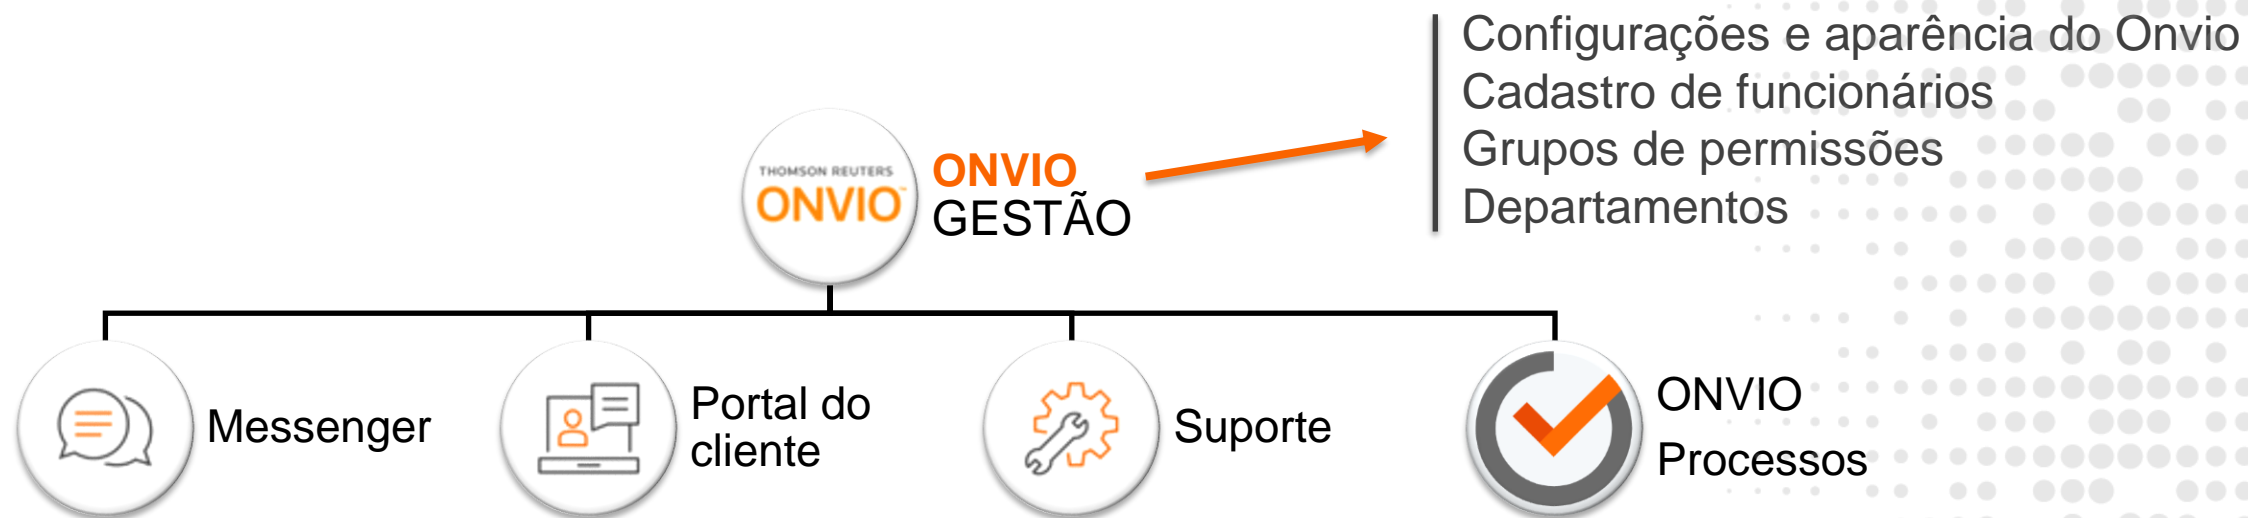 Configurações e aparência do Onvio
Cadastro de funcionários
Grupos de permissões
Departamentos
THOMSON REUTERS
ONVIO™
ONVIO
GESTÃO
Messenger
Portal do
cliente
Suporte
ONVIO
Processos